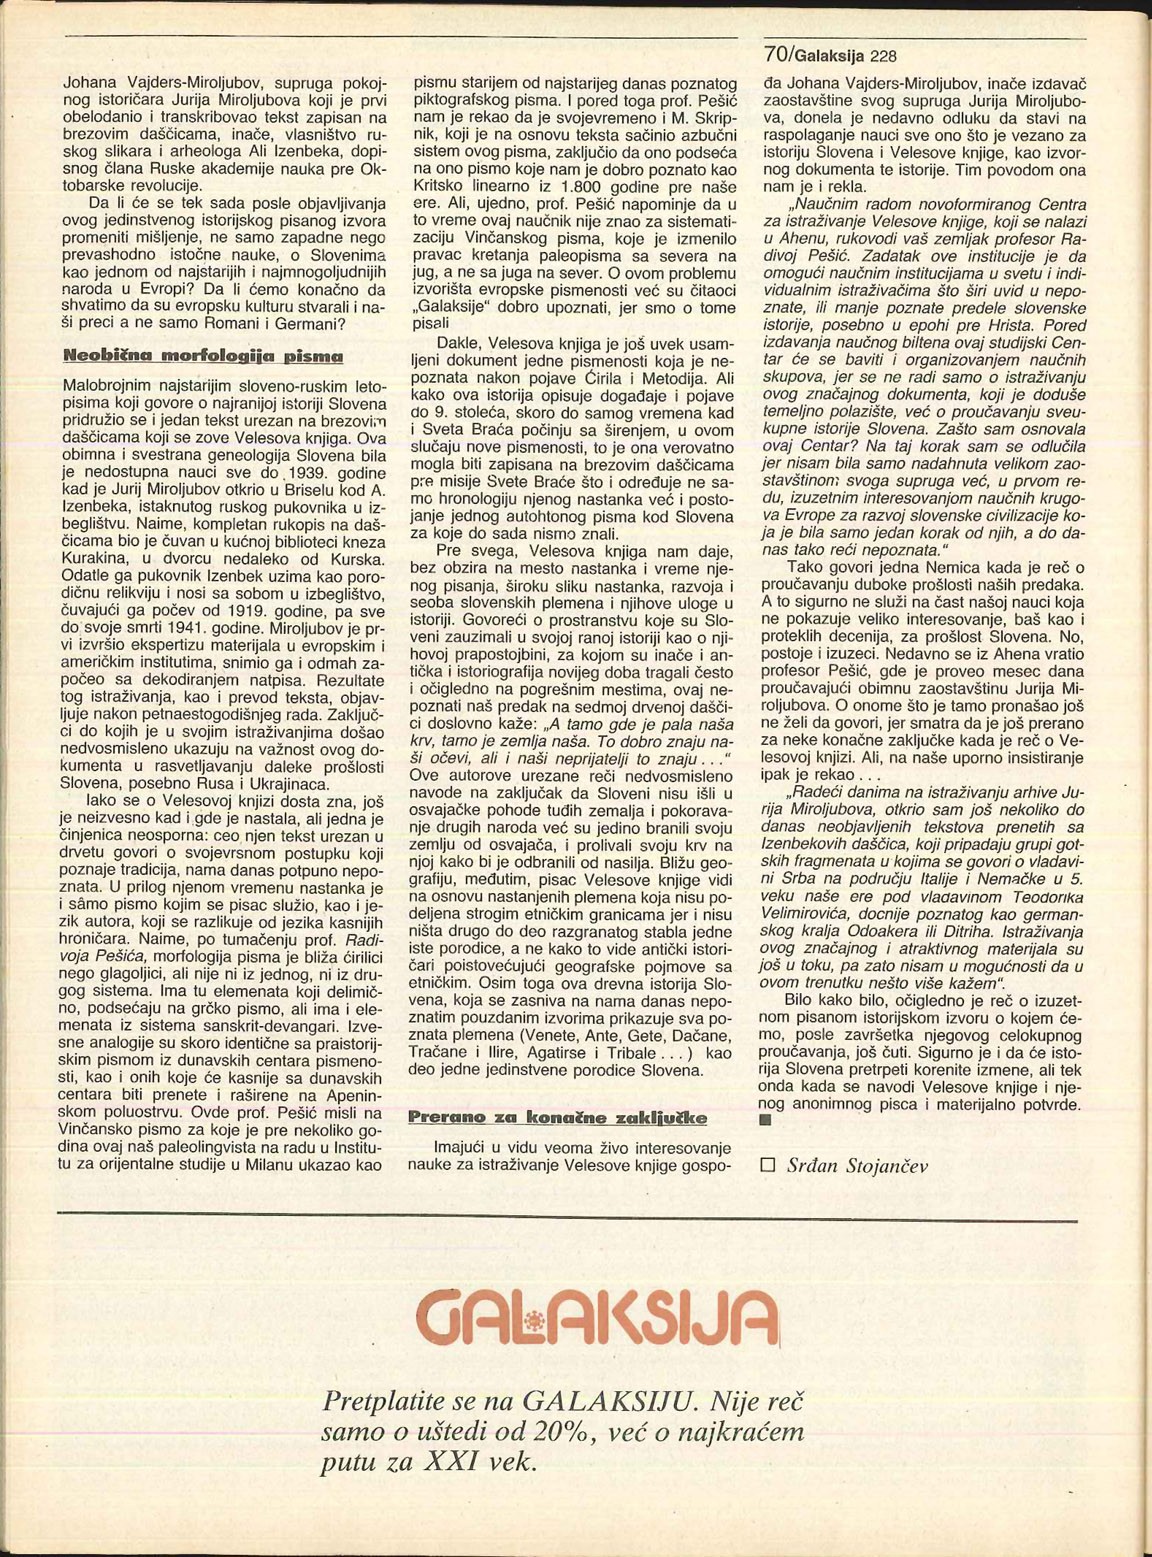 70/Galaksija 228
Johana Vajders-Miroljubov, supruga pokoj-
nog istoričara Jurija Miroljubova koji je prvi
obelodanio i transkribovao tekst zapisan na
brezovim daščicama, inače, vlasništvo ru-
skog slikara i arheologa Ali Izenbeka, dopi-
snog člana Ruske akademije nauka pre Ok-
tobarske revolucije.
Da li će se tek sada posle objavljivanja
ovog jedinstvenog istorijskog pisanog izvora
promeniti mišljenje, ne samo zapadne nego
prevashodno istočne nauke, o Slovenima
kao jednom od najstarijih i najmnogoljudnijih
naroda u Evropi? Da li ćemo konačno da
shvatimo da su evropsku kulturu stvarali i na-
ši preci a ne samo Romani i Germani?
Neobična morfologija pisma
Malobrojnim najstarijim sloveno-ruskim leto-
pisima koji govore o najranijoj istoriji Slovena
pridružio se i jedan tekst urezan na brezovim
daščicama koji se zove Velesova knjiga. Ova
obimna i svestrana geneologija Slovena bila
je nedostupna nauci sve do 1939. godine
kad je Jurij Miroljubov otkrio u Briselu kod A.
Izenbeka, istaknutog ruskog pukovnika u iz-
beglištvu. Naime, kompletan rukopis na daš-
čicama bio je čuvan u kućnoj biblioteci kneza
Kurakina, u dvorcu nedaleko od Kurska.
Odatle ga pukovnik Izenbek uzima kao poro-
dičnu relikviju i nosi sa sobom u izbeglištvo,
čuvajući ga počev od 1919. godine, pa sve
do svoje smrti 1941. godine. Miroljubov je pr-
vi izvršio ekspertizu materijala u evropskim i
američkim institutima, snimio ga i odmah za-
počeo sa dekodiranjem natpisa. Rezultate
tog istraživanja, kao i prevod teksta, objav-
ljuje nakon petnaestogodišnjeg rada. Zaključ-
ci do kojih je u svojim istraživanjima došao
nedvosmisleno ukazuju na važnost ovog do-
kumenta u rasvetljavanju daleke prošlosti
Slovena, posebno Rusa i Ukrajinaca.
Iako se o Velesovoj knjizi dosta zna, još
je neizvesno kad i gde je nastala, ali jedna je
činjenica neosporna: ceo njen tekst urezan u
drvetu govori o svojevrsnom postupku koji
poznaje tradicija, nama danas potpuno nepo-
znata. U prilog njenom vremenu nastanka je
i sâmo pismo kojim se pisac služio, kao i je-
zik autora, koji se razlikuje od jezika kasnijih
hroničara. Naime, po tumačenju prof. Radi-
voja Pešića, morfologija pisma je bliža ćirilici
nego glagoljici, ali nije ni iz jednog, ni iz dru-
gog sistema. Ima tu elemenata koji delimič-
no, podsećaju na grčko pismo, ali ima i ele-
menata iz sistema sanskrit-devangari. Izve-
sne analogije su skoro identične sa praistorij-
skim pismom iz dunavskih centara pismeno-
sti, kao i onih koje će kasnije sa dunavskih
centara biti prenete i raširene na Apenin-
skom poluostrvu. Ovde prof. Pešić misli na
Vinčansko pismo za koje je pre nekoliko go-
dina ovaj naš paleolingvista na radu u Institu-
tu za orijentalne studije u Milanu ukazao kao
pismu starijem od najstarijeg danas poznatog
piktografskog pisma. I pored toga prof. Pešić
nam je rekao da je svojevremeno i M. Skrip-
nik, koji je na osnovu teksta sačinio azbučni
sistem ovog pisma, zaključio da ono podseća
na ono pismo koje nam je dobro poznato kao
Kritsko linearno iz 1.800 godine pre naše
ere. Ali, ujedno, prof. Pešić napominje da u
to vreme ovaj naučnik nije znao za sistemati-
zaciju Vinčanskog pisma, koje je izmenilo
pravac kretanja paleopisma sa severa na
jug, a ne sa juga na sever. O ovom problemu
izvorišta evropske pismenosti već su čitaoci
„Galaksije“ dobro upoznati, jer smo o tome
pisali
Dakle, Velesova knjiga je još uvek usam-
ljeni dokument jedne pismenosti koja je ne-
poznata nakon pojave Ćirila i Metodija. Ali
kako ova istorija opisuje događaje i pojave
do 9. stoleća, skoro do samog vremena kad
i Sveta Braća počinju sa širenjem, u ovom
slučaju nove pismenosti, to je ona verovatno
mogla biti zapisana na brezovim daščicama
pre misije Svete Braće što i određuje ne sa-
mo hronologiju njenog nastanka već i posto-
janje jednog autohtonog pisma kod Slovena
za koje do sada nismo znali.
Pre svega, Velesova knjiga nam daje,
bez obzira na mesto nastanka i vreme nje-
nog pisanja, široku sliku nastanka, razvoja i
seoba slovenskih plemena i njihove uloge u
istoriji. Govoreći o prostranstvu koje su Slo-
veni zauzimali u svojoj ranoj istoriji kao o nji-
hovoj prapostojbini, za kojom su inače i an-
tička i istoriografija novijeg doba tragali često
i očigledno na pogrešnim mestima, ovaj ne-
poznati naš predak na sedmoj drvenoj dašči-
ci doslovno kaže: „A tamo gde je pala naša
krv, tamo je zemlja naša. To dobro znaju na-
ši očevi, ali i naši neprijatelji to znaju . . .“
Ove autorove urezane reči nedvosmisleno
navode na zaključak da Sloveni nisu išli u
osvajačke pohode tuđih zemalja i pokorava-
nje drugih naroda već su jedino branili svoju
zemlju od osvajača, i prolivali svoju krv na
njoj kako bi je odbranili od nasilja. Bližu geo-
grafiju, međutim, pisac Velesove knjige vidi
na osnovu nastanjenih plemena koja nisu po-
deljena strogim etničkim granicama jer i nisu
ništa drugo do deo razgranatog stabla jedne
iste porodice, a ne kako to vide antički istori-
čari poistovećujući geografske pojmove sa
etničkim. Osim toga ova drevna istorija Slo-
vena, koja se zasniva na nama danas nepo-
znatim pouzdanim izvorima prikazuje sva po-
znata plemena (Venete, Ante, Gete, Dačane,
Tračane i Ilire, Agatirse i Tribale . . . ) kao
deo jedne jedinstvene porodice Slovena.
Prerano za konačne zaključke
Imajući u vidu veoma živo interesovanje
nauke za istraživanje Velesove knjige gospo-
đa Johana Vajders-Miroljubov, inače izdavač
zaostavštine svog supruga Jurija Miroljubo-
va, donela je nedavno odluku da stavi na
raspolaganje nauci sve ono što je vezano za
istoriju Slovena i Velesove knjige, kao izvor-
nog dokumenta te istorije. Tim povodom ona
nam je i rekla.
„Naučnim radom novoformiranog Centra
za istraživanje Velesove knjige, koji se nalazi
u Ahenu, rukovodi vaš zemljak profesor Ra-
divoj Pešić. Zadatak ove institucije je da
omogući naučnim institucijama u svetu i indi-
vidualnim istraživačima što širi uvid u nepo-
znate, ili manje poznate predele slovenske
istorije, posebno u epohi pre Hrista. Pored
izdavanja naučnog biltena ovaj studijski Cen-
tar će se baviti i organizovanjem naučnih
skupova, jer se ne radi samo o istraživanju
ovog značajnog dokumenta, koji je doduše
temeljno polazište, već o proučavanju sveu-
kupne istorije Slovena. Zašto sam osnovala
ovaj Centar? Na taj korak sam se odlučila
jer nisam bila samo nadahnuta velikom zao-
stavštinom svoga supruga već, u prvom re-
du, izuzetnim interesovanjom naučnih krugo-
va Evrope za razvoj slovenske civilizacije ko-
ja je bila samo jedan korak od njih, a do da-
nas tako reći nepoznata.“
Tako govori jedna Nemica kada je reč o
proučavanju duboke prošlosti naših predaka.
A to sigurno ne služi na čast našoj nauci koja
ne pokazuje veliko interesovanje, baš kao i
proteklih decenija, za prošlost Slovena. No,
postoje i izuzeci. Nedavno se iz Ahena vratio
profesor Pešić, gde je proveo mesec dana
proučavajući obimnu zaostavštinu Jurija Mi-
roljubova. O onome što je tamo pronašao još
ne želi da govori, jer smatra da je još prerano
za neke konačne zaključke kada je reč o Ve-
lesovoj knjizi. Ali, na naše uporno insistiranje
ipak je rekao . . .
„Radeći danima na istraživanju arhive Ju-
rija Miroljubova, otkrio sam još nekoliko do
danas neobjavljenih tekstova prenetih sa
Izenbekovih daščica, koji pripadaju grupi got-
skih fragmenata u kojima se govori o vladavi-
ni Srba na području Italije i Nemačke u 5.
veku naše ere pod vladavinom Teodorika
Velimirovića, docnije poznatog kao german-
skog kralja Odoakera ili Ditriha. Istraživanja
ovog značajnog i atraktivnog materijala su
još u toku, pa zato nisam u mogućnosti da u
ovom trenutku nešto više kažem“.
Bilo kako bilo, očigledno je reč o izuzet-
nom pisanom istorijskom izvoru o kojem će-
mo, posle završetka njegovog celokupnog
proučavanja, još čuti. Sigurno je i da će isto-
rija Slovena pretrpeti korenite izmene, ali tek
onda kada se navodi Velesove knjige i nje-
nog anonimnog pisca i materijalno potvrde.
■
□ Srđan Stojančev
GALAKSIJA
Pretplatite se na GALAKSIJU. Nije reč
samo o uštedi od 20%, već o najkraćem
putu za XXI vek.